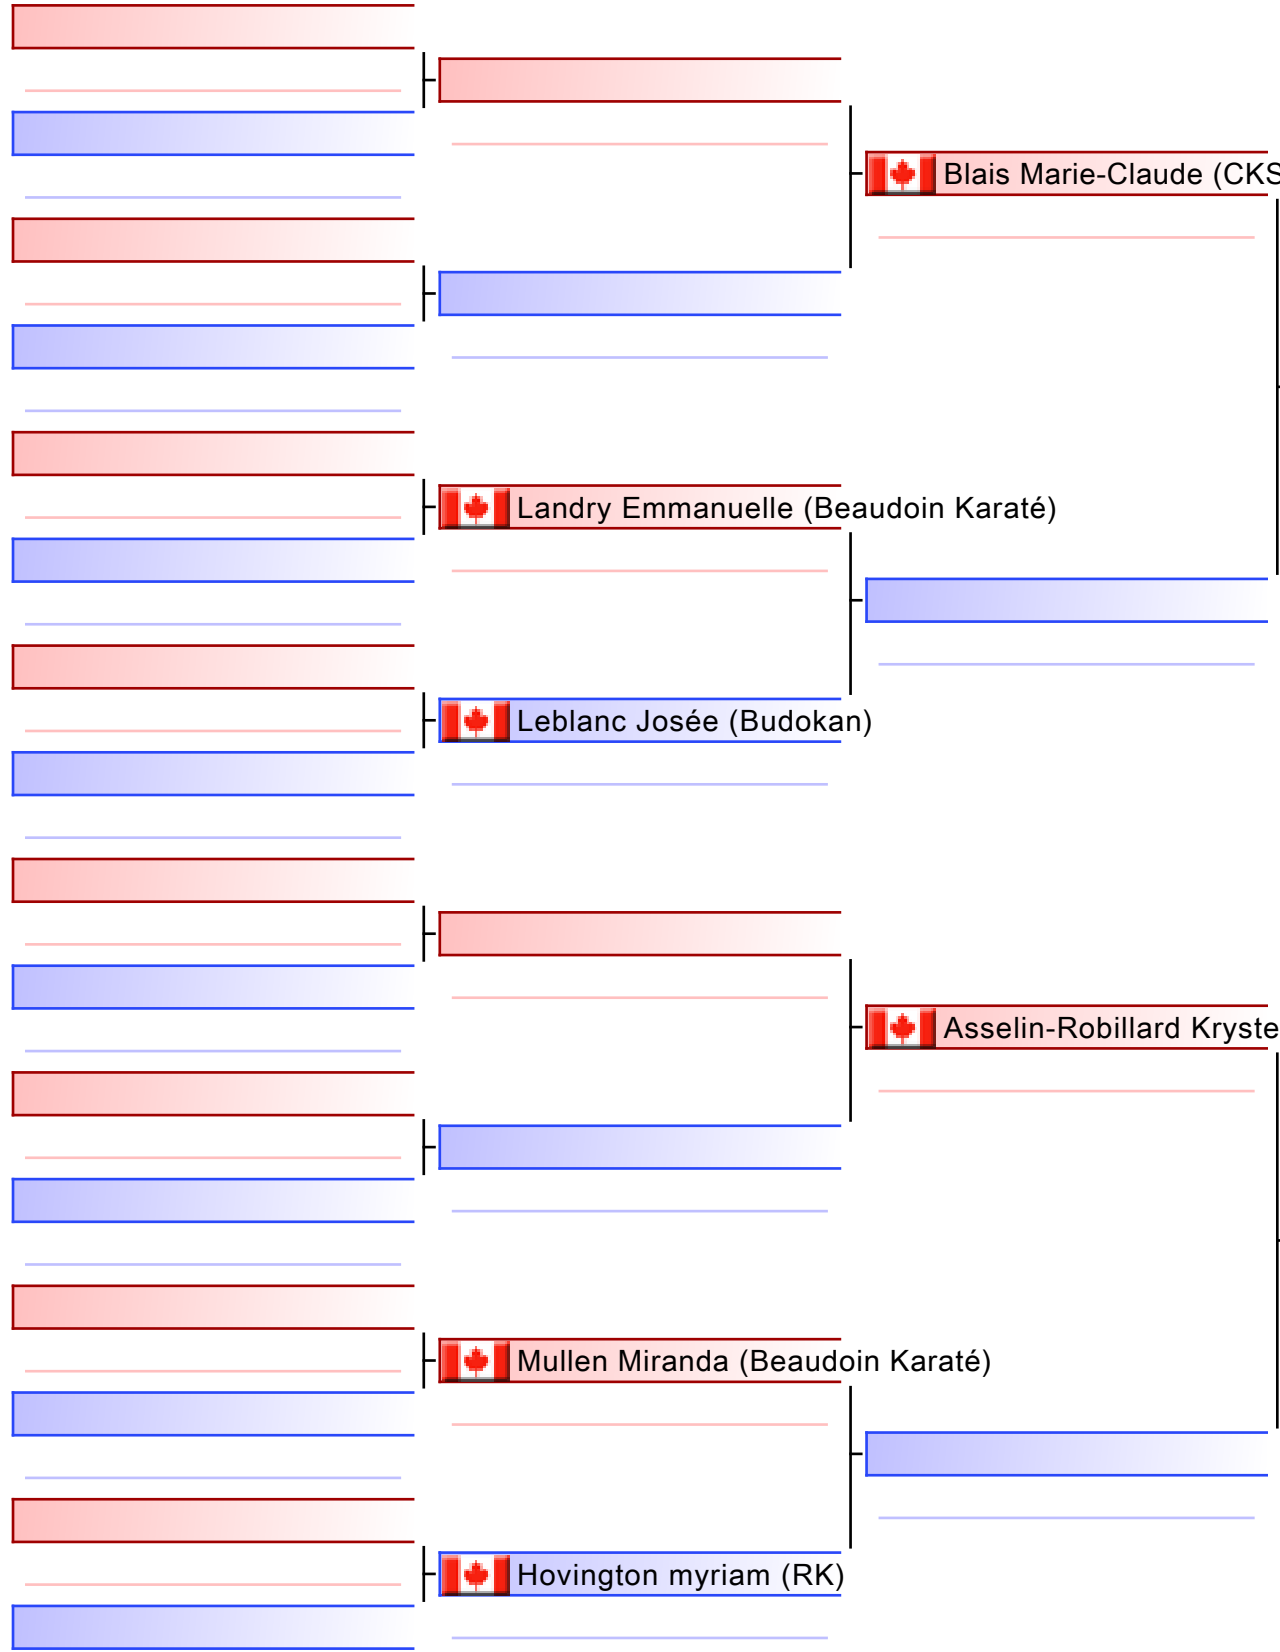 Blais Marie-Claude (CKS
Landry Emmanuelle (Beaudoin Karaté)
Leblanc Josée (Budokan)
Asselin-Robillard Kryste
Mullen Miranda (Beaudoin Karaté)
Hovington myriam (RK)